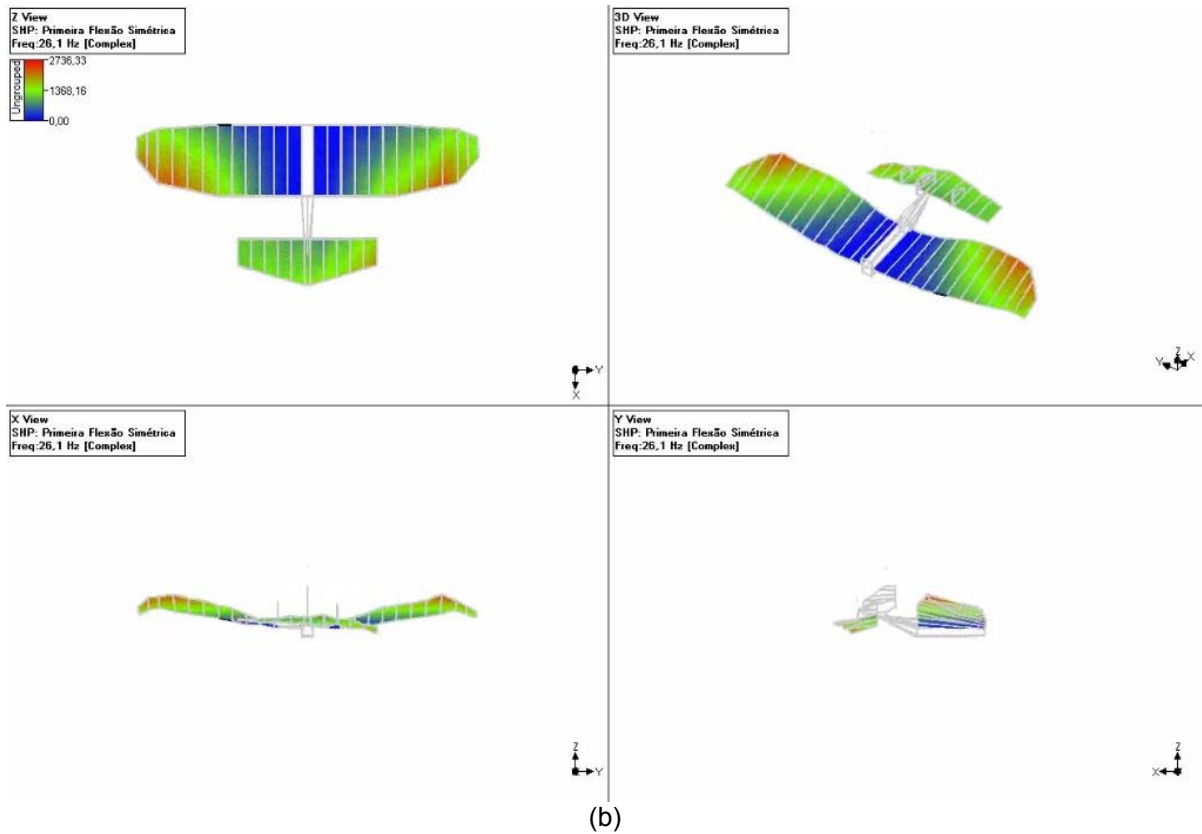 Z View
SHP: Primeira Flexão Simétrica
Freq:26,1 Hz [Complex]
Ungrouped
2736,33
1368,16
0,00
Y
X
3D View
SHP: Primeira Flexão Simétrica
Freq:26,1 Hz [Complex]
Z
Y
X
X View
SHP: Primeira Flexão Simétrica
Freq:26,1 Hz [Complex]
Z
Y
Y View
SHP: Primeira Flexão Simétrica
Freq:26,1 Hz [Complex]
Z
X
(b)